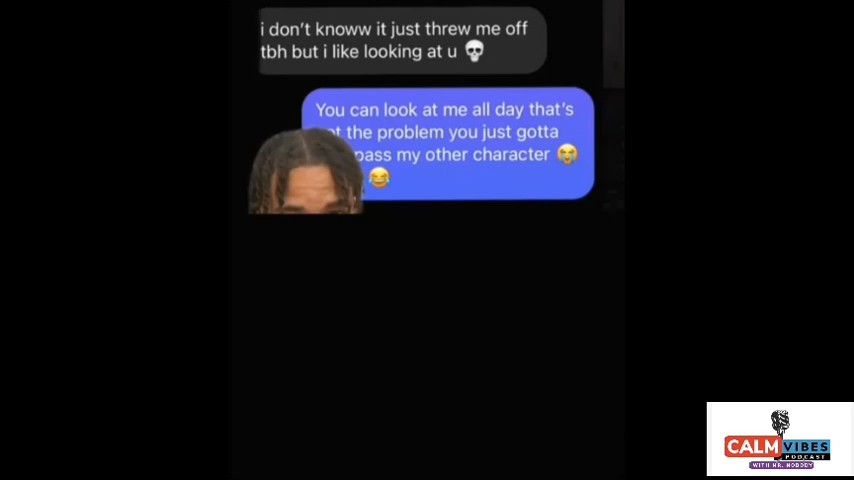 i don't knoww it just threw me off
tbh but i like looking at u 💀
You can look at me all day that's
the problem you just gotta
pass my other character 😭
😂
CALM VIBES
PODCAST
WITH MR. NOBODY